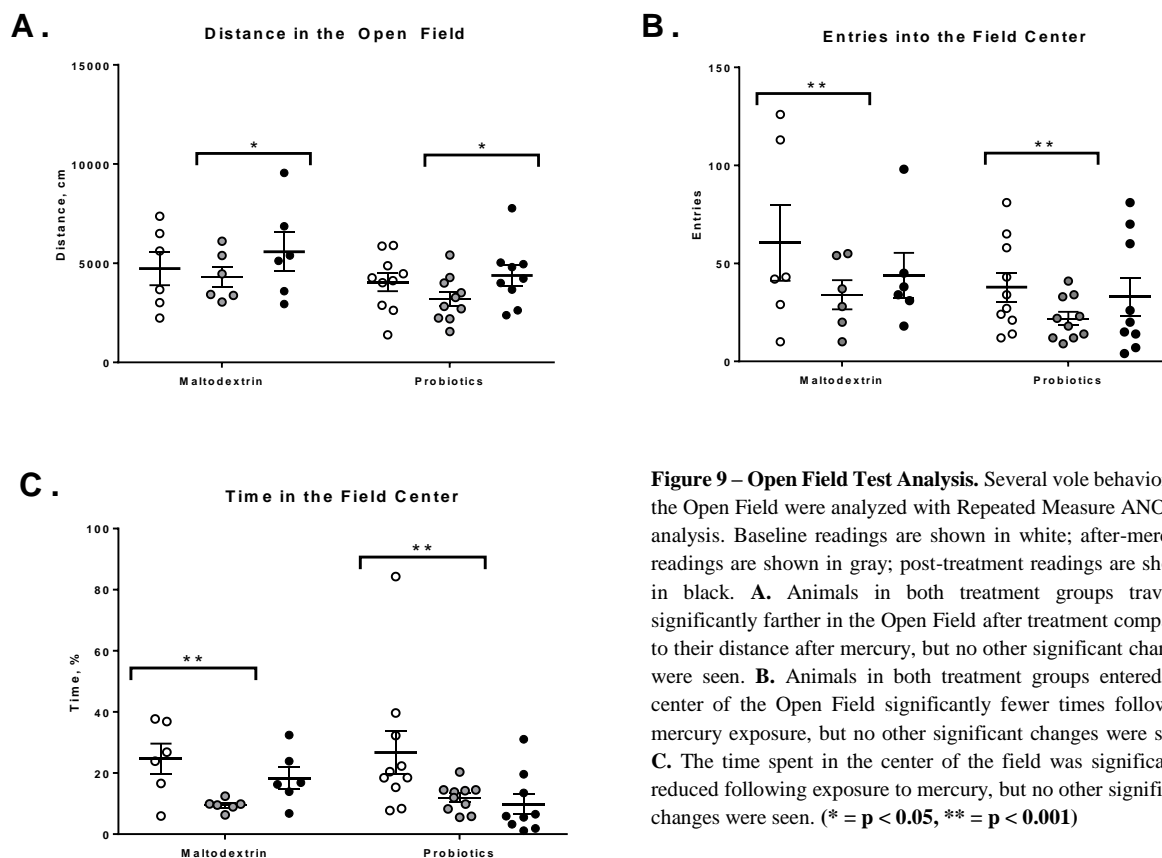 A.
Distance in the Open Field
15000
10000
5000
0
Distance, cm
*
*
Maltodextrin
Probiotics
B.
Entries into the Field Center
150
100
50
0
Entries
**
**
Maltodextrin
Probiotics
C.
Time in the Field Center
100
80
60
40
20
0
Time, %
**
**
Maltodextrin
Probiotics
Figure 9 – Open Field Test Analysis. Several vole behavio
the Open Field were analyzed with Repeated Measure ANO
analysis. Baseline readings are shown in white; after-mer
readings are shown in gray; post-treatment readings are sh
in black. A. Animals in both treatment groups trav
significantly farther in the Open Field after treatment comp
to their distance after mercury, but no other significant chan
were seen. B. Animals in both treatment groups entered
center of the Open Field significantly fewer times follow
mercury exposure, but no other significant changes were s
C. The time spent in the center of the field was significa
reduced following exposure to mercury, but no other signifi
changes were seen. (* = p < 0.05, ** = p < 0.001)